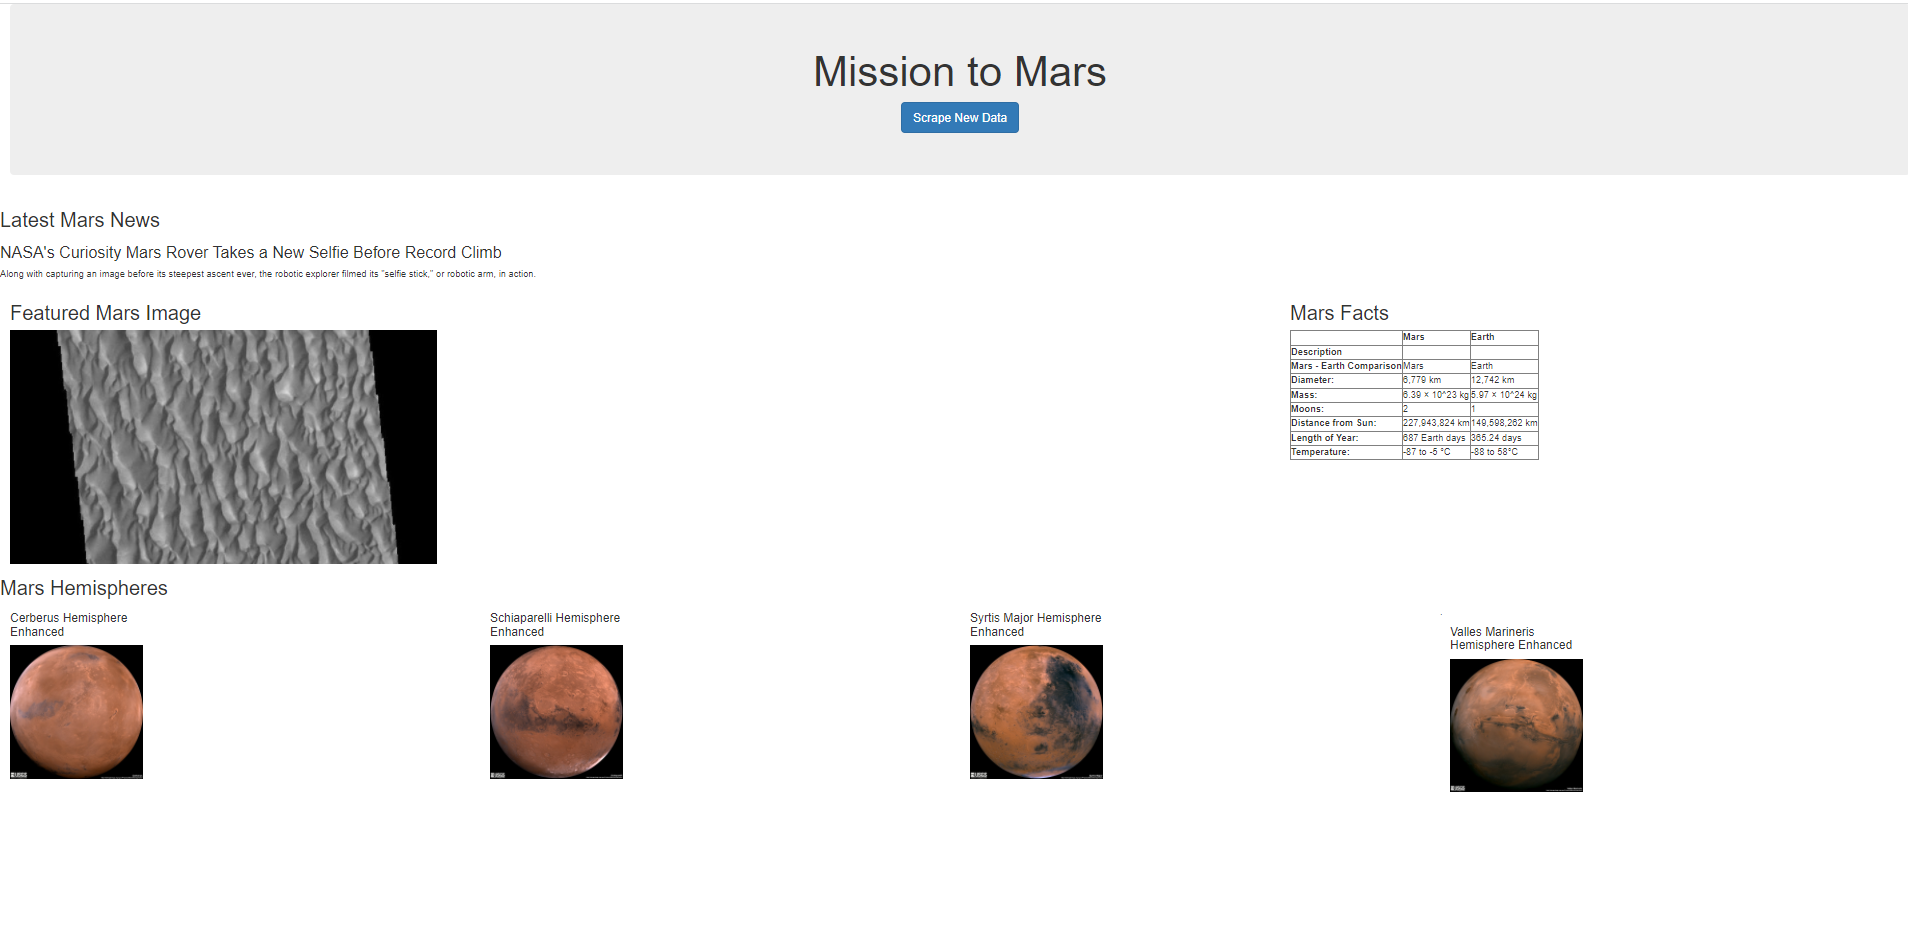 Mission to Mars
Scrape New Data
Latest Mars News
NASA's Curiosity Mars Rover Takes a New Selfie Before Record Climb
Along with capturing an image before its steepest ascent ever, the robotic explorer filmed its "selfie stick," or robotic arm, in action.
Featured Mars Image
Mars Facts
Mars Earth
Description
Mars - Earth Comparison Mars Earth
Diameter: 6,779 km 12,742 km
Mass: 6.39 × 10^23 kg 5.97 × 10^24 kg
Moons: 2 1
Distance from Sun: 227,943,824 km 149,598,262 km
Length of Year: 687 Earth days 365.24 days
Temperature: -87 to -5 °C -88 to 58°C
Mars Hemispheres
Cerberus Hemisphere
Enhanced
Schiaparelli Hemisphere
Enhanced
Syrtis Major Hemisphere
Enhanced
Valles Marineris
Hemisphere Enhanced